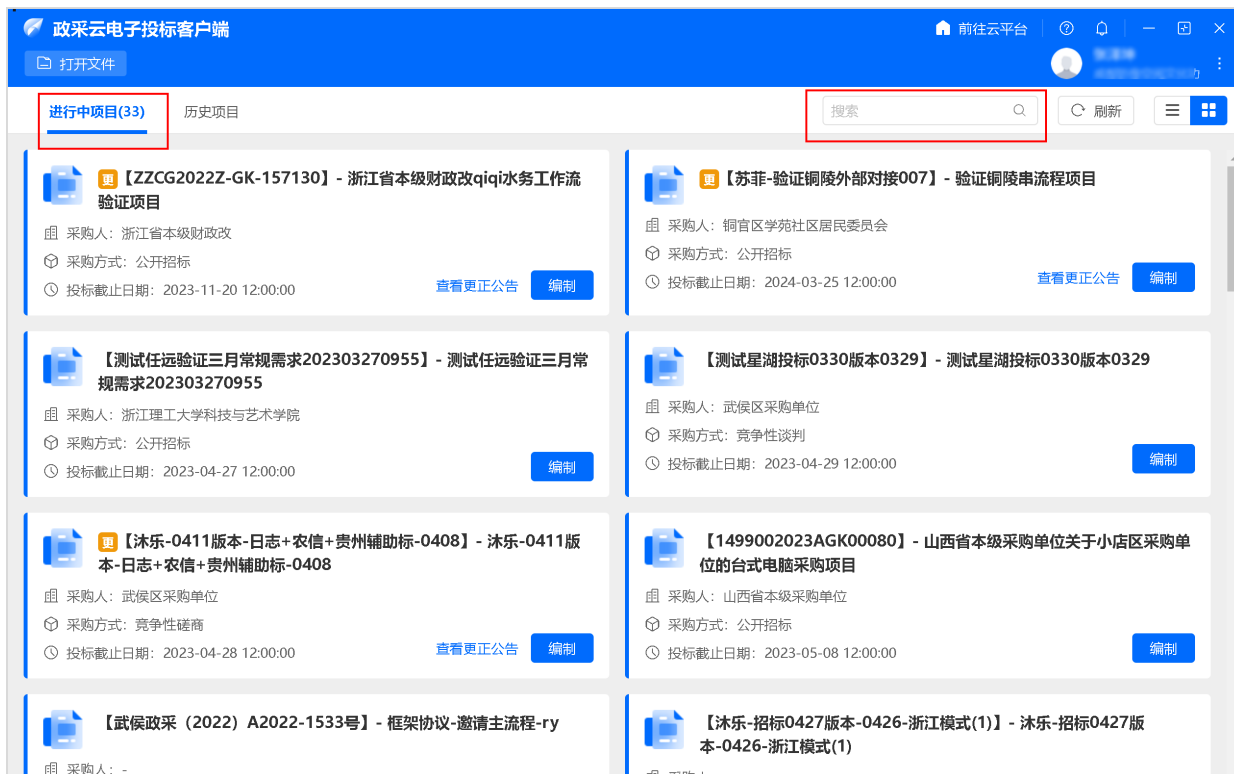 政采云电子投标客户端
前往云平台
打开文件
进行中项目(33)
历史项目
搜索
刷新
更【ZZCG2022Z-GK-157130】- 浙江省本级财政改qiqi水务工作流
验证项目
采购人：浙江省本级财政改
采购方式：公开招标
投标截止日期：2023-11-20 12:00:00
查看更正公告
编制
更【苏菲-验证铜陵外部对接007】- 验证铜陵串流程项目
采购人：铜官区学苑社区居民委员会
采购方式：公开招标
投标截止日期：2024-03-25 12:00:00
查看更正公告
编制
【测试任远验证三月常规需求202303270955】- 测试任远验证三月常
规需求202303270955
采购人：浙江理工大学科技与艺术学院
采购方式：公开招标
投标截止日期：2023-04-27 12:00:00
编制
【测试星湖投标0330版本0329】- 测试星湖投标0330版本0329
采购人：武侯区采购单位
采购方式：竞争性谈判
投标截止日期：2023-04-29 12:00:00
编制
更【沐乐-0411版本-日志+农信+贵州辅助标-0408】- 沐乐-0411版
本-日志+农信+贵州辅助标-0408
采购人：武侯区采购单位
采购方式：竞争性磋商
投标截止日期：2023-04-28 12:00:00
查看更正公告
编制
【1499002023AGK00080】- 山西省本级采购单位关于小店区采购单
位的台式电脑采购项目
采购人：山西省本级采购单位
采购方式：公开招标
投标截止日期：2023-05-08 12:00:00
编制
【武侯政采（2022）A2022-1533号】- 框架协议-邀请主流程-ry
采购人：-
【沐乐-招标0427版本-0426-浙江模式(1)】- 沐乐-招标0427版
本-0426-浙江模式(1)